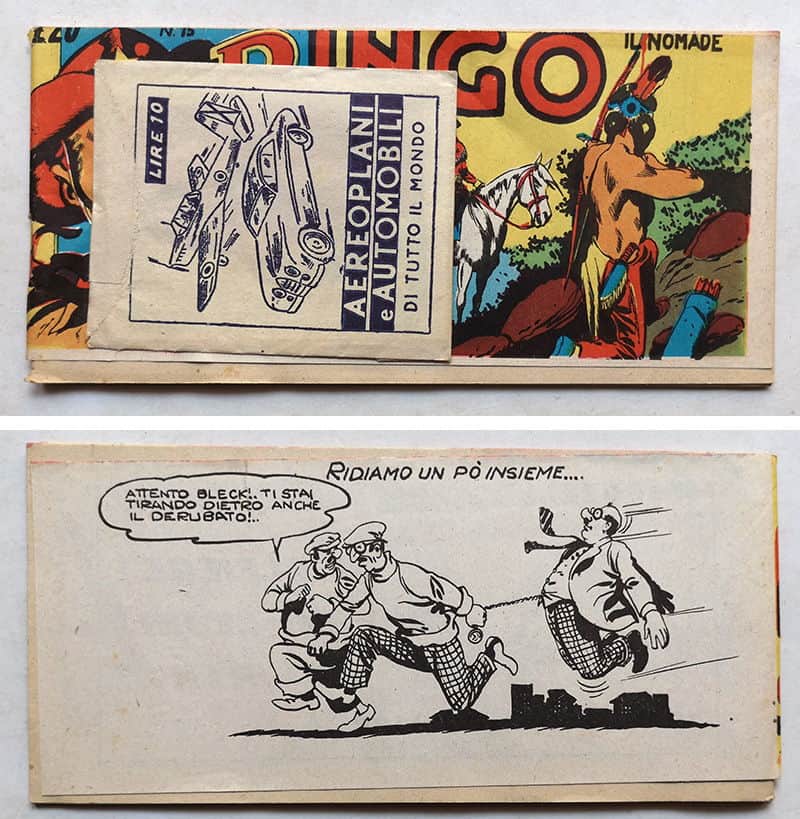 L.20
N. 15
RINGO
IL NOMADE
LIRE 10
AEREOPLANI
e AUTOMOBILI
DI TUTTO IL MONDO
RIDIAMO UN PÒ INSIEME....
ATTENTO BLECK!.. TI STAI
TIRANDO DIETRO ANCHE
IL DERUBATO!..